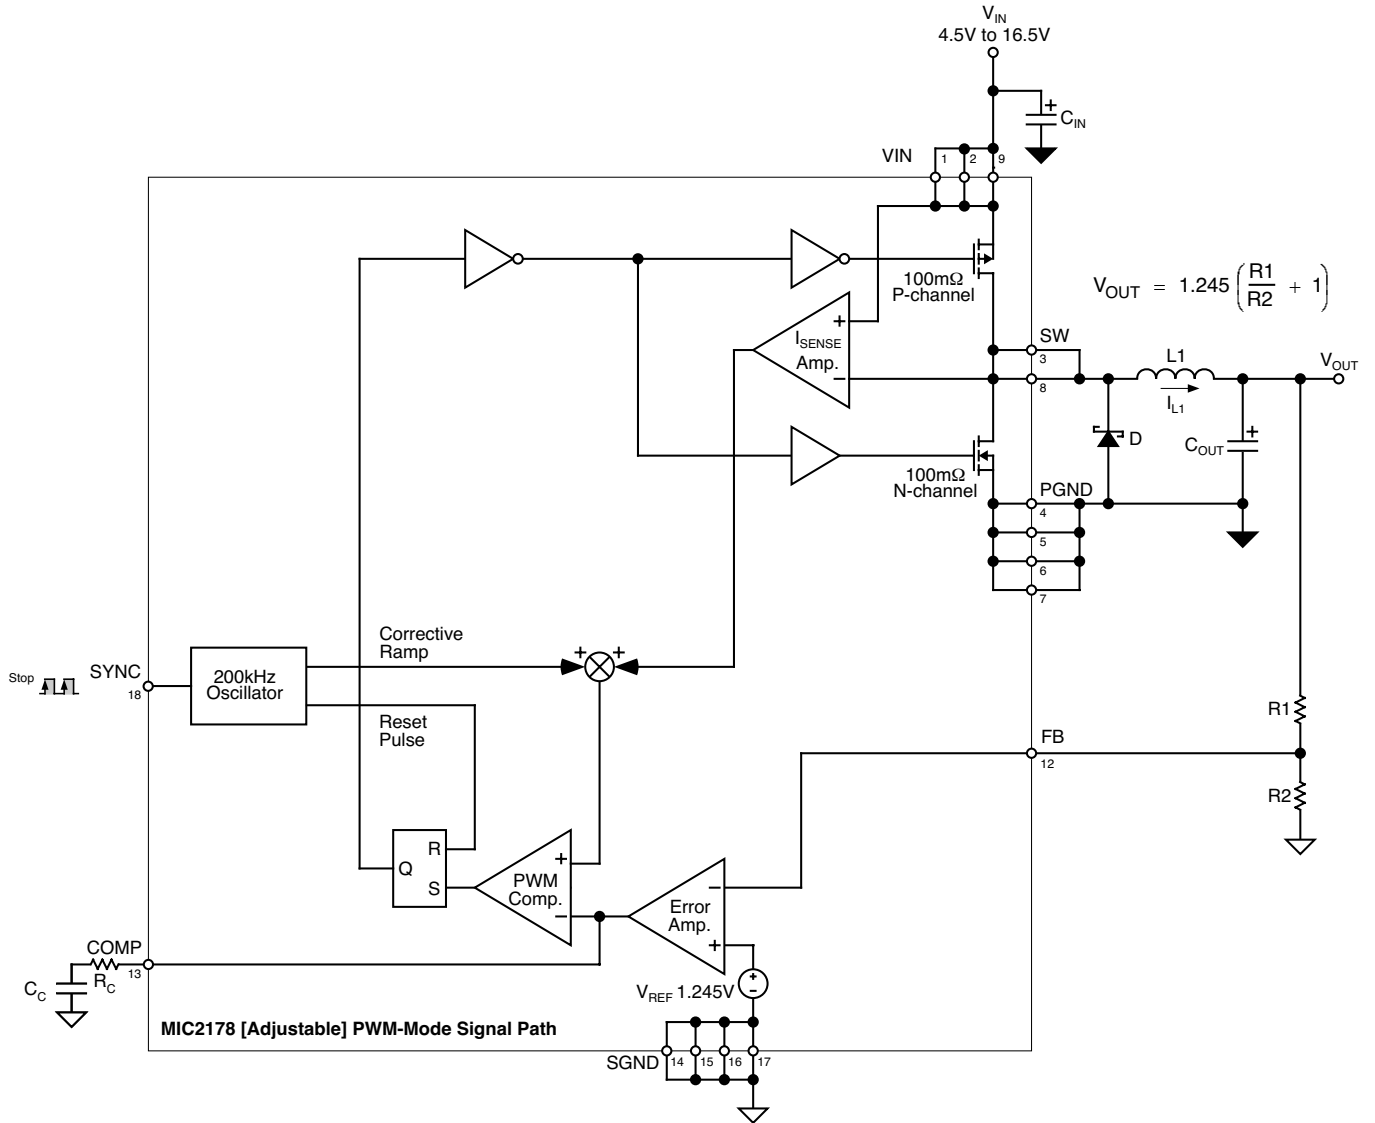 V_IN
4.5V to 16.5V
+
C_IN
VIN
1
2
9
100mΩ
P-channel
V_OUT = 1.245 (R1/R2 + 1)
+
I_SENSE
Amp.
−
SW
3
8
L1
I_L1
V_OUT
D
+
C_OUT
100mΩ
N-channel
PGND
4
5
6
7
Corrective
Ramp
+
+
Stop
SYNC
18
200kHz
Oscillator
Reset
Pulse
R1
FB
12
R2
R
Q
S
+
PWM
Comp.
−
−
Error
Amp.
+
COMP
13
R_C
C_C
+
−
V_REF 1.245V
MIC2178 [Adjustable] PWM-Mode Signal Path
SGND
14
15
16
17